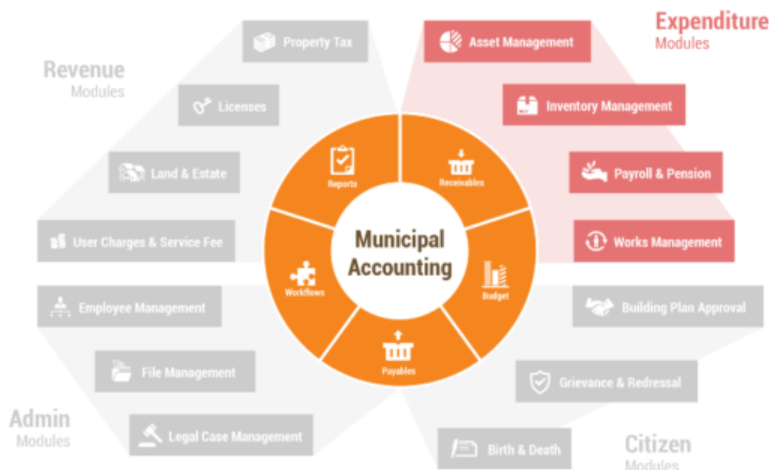 Expenditure
Modules
Property Tax
Asset Management
Revenue
Modules
Licenses
Inventory Management
Land & Estate
Reports
Receivables
Payroll & Pension
User Charges & Service Fee
Municipal
Accounting
Works Management
Employee Management
Workflows
Budget
Building Plan Approval
File Management
Payables
Grievance & Redressal
Admin
Modules
Legal Case Management
Birth & Death
Citizen
Modules